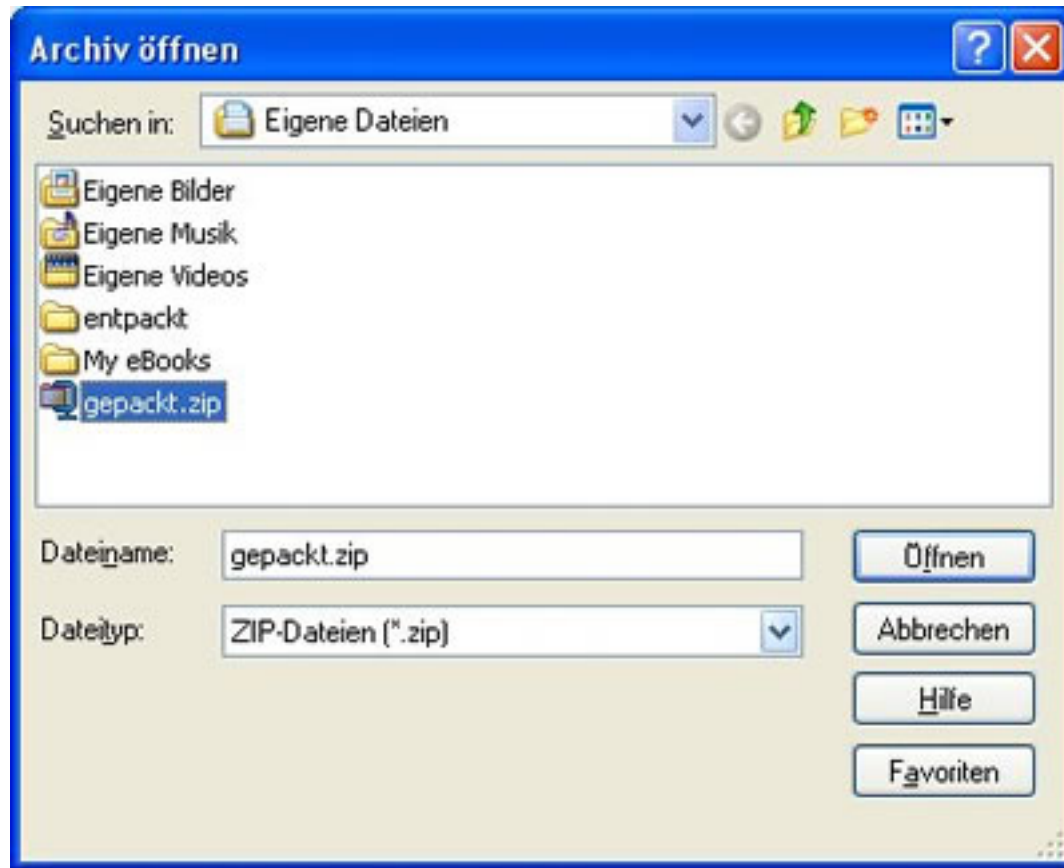 Archiv öffnen
Suchen in: Eigene Dateien
Eigene Bilder
Eigene Musik
Eigene Videos
entpackt
My eBooks
gepackt.zip
Dateiname: gepackt.zip Öffnen
Dateityp: ZIP-Dateien (*.zip) Abbrechen
Hilfe
Favoriten